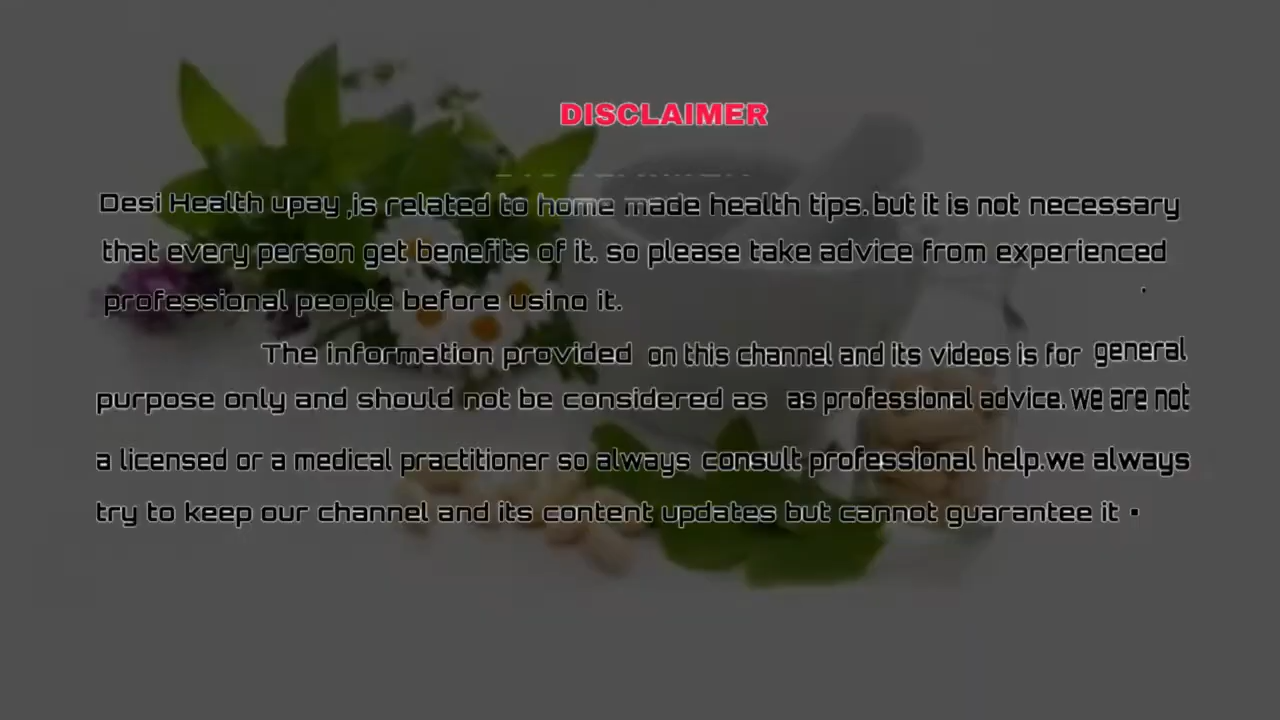 DISCLAIMER
Desi Health upay ,is related to home made health tips. but it is not necessary
that every person get benefits of it. so please take advice from experienced
professional people before using it.
The information provided on this channel and its videos is for general
purpose only and should not be considered as as professional advice. we are not
a licensed or a medical practitioner so always consult professional help.we always
try to keep our channel and its content updates but cannot guarantee it .